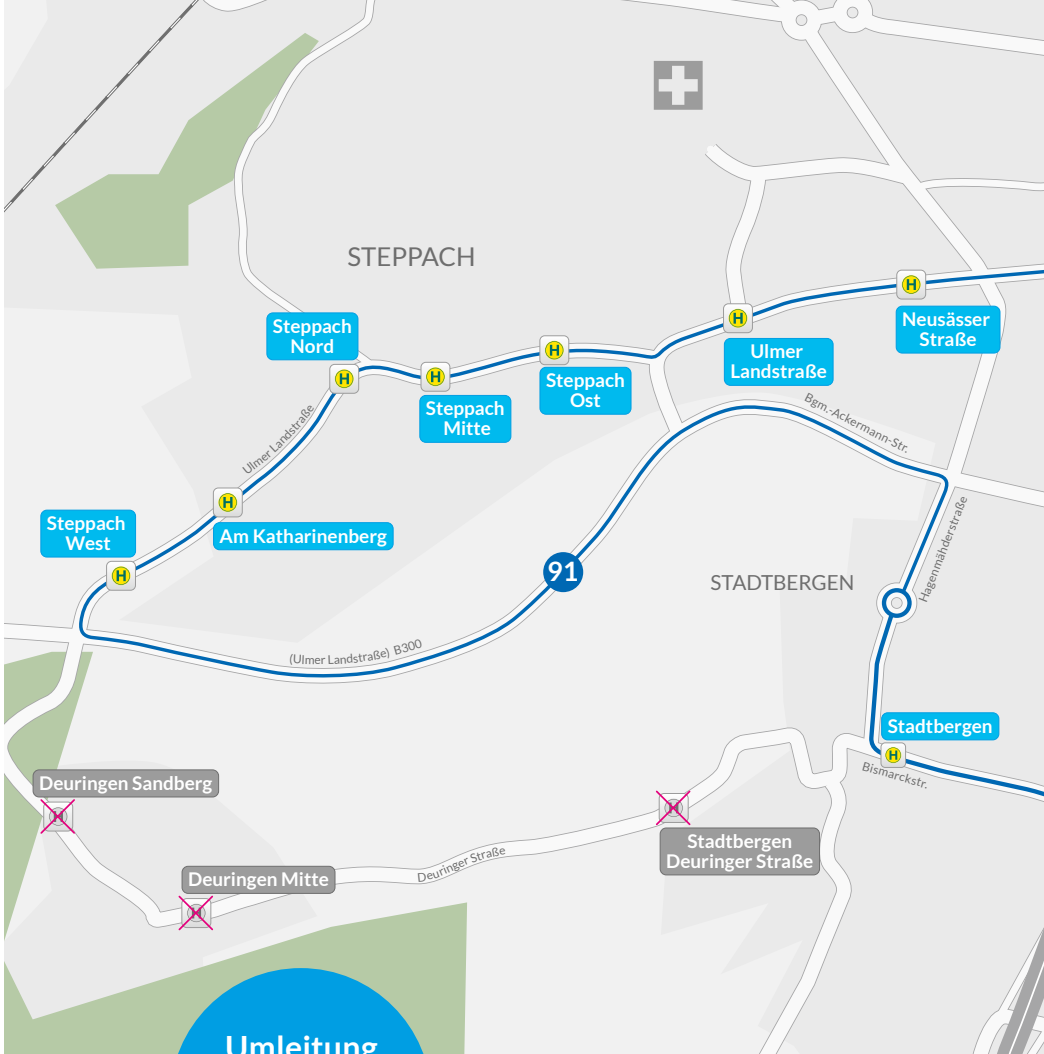 STEPPACH
H
Neusässer
Straße
Steppach
Nord
H
Ulmer
Landstraße
H
Steppach
Ost
H
H
Steppach
Mitte
Bgm.-Ackermann-Str.
Ulmer Landstraße
H
Am Katharinenberg
Steppach
West
H
91
STADTBERGEN
Hagenmähderstraße
(Ulmer Landstraße) B300
Stadtbergen
H
Bismarckstr.
Deuringen Sandberg
H
H
Stadtbergen
Deuringer Straße
Deuringer Straße
Deuringen Mitte
H
Umleitung